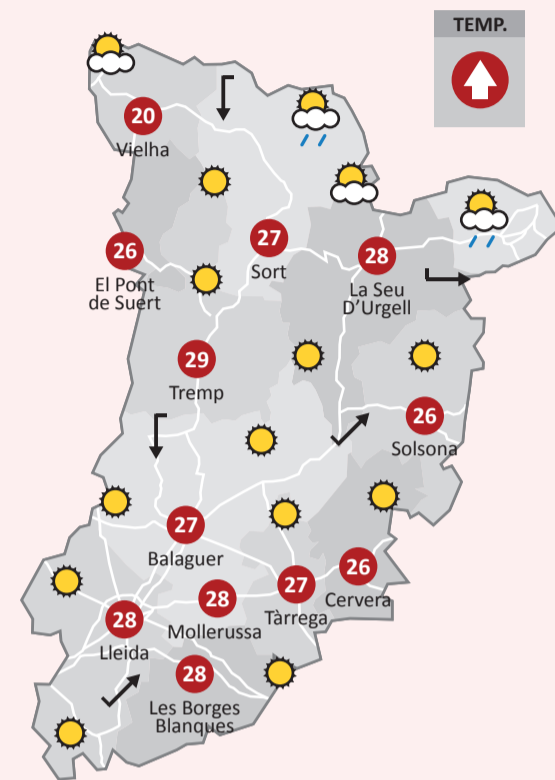 TEMP.
20
Vielha
27
Sort
26
El Pont
de Suert
28
La Seu
D'Urgell
29
Tremp
26
Solsona
27
Balaguer
26
Cervera
27
Tàrrega
28
Mollerussa
28
Lleida
28
Les Borges
Blanques